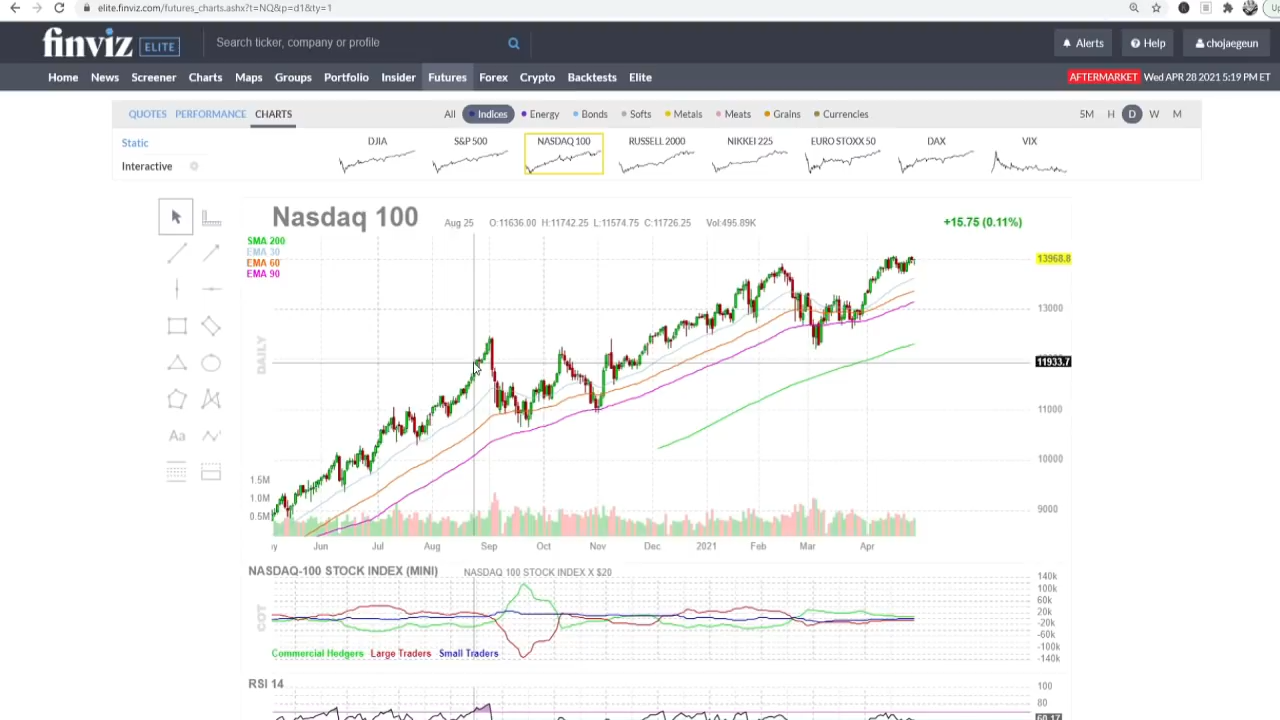 elite.finviz.com/futures_charts.ashx?t=NQ&p=d1&ty=1
finviz ELITE Search ticker, company or profile Alerts Help chojaegeun
Home News Screener Charts Maps Groups Portfolio Insider Futures Forex Crypto Backtests Elite AFTERMARKET Wed APR 28 2021 5:19 PM ET
QUOTES PERFORMANCE CHARTS All Indices Energy Bonds Softs Metals Meats Grains Currencies 5M H D W M
Static DJIA S&P 500 NASDAQ 100 RUSSELL 2000 NIKKEI 225 EURO STOXX 50 DAX VIX
Interactive
Nasdaq 100 Aug 25 O:11636.00 H:11742.25 L:11574.75 C:11726.25 Vol:495.89K +15.75 (0.11%)
SMA 200
EMA 30
EMA 60
EMA 90
13968.8
13000
11933.7
11000
10000
9000
DAILY
Aa
1.5M
1.0M
0.5M
y Jun Jul Aug Sep Oct Nov Dec 2021 Feb Mar Apr
NASDAQ-100 STOCK INDEX (MINI) NASDAQ 100 STOCK INDEX X $20
140k
100k
60k
20k
-20k
-60k
-100k
-140k
COT
Commercial Hedgers Large Traders Small Traders
RSI 14
100
80
60.17